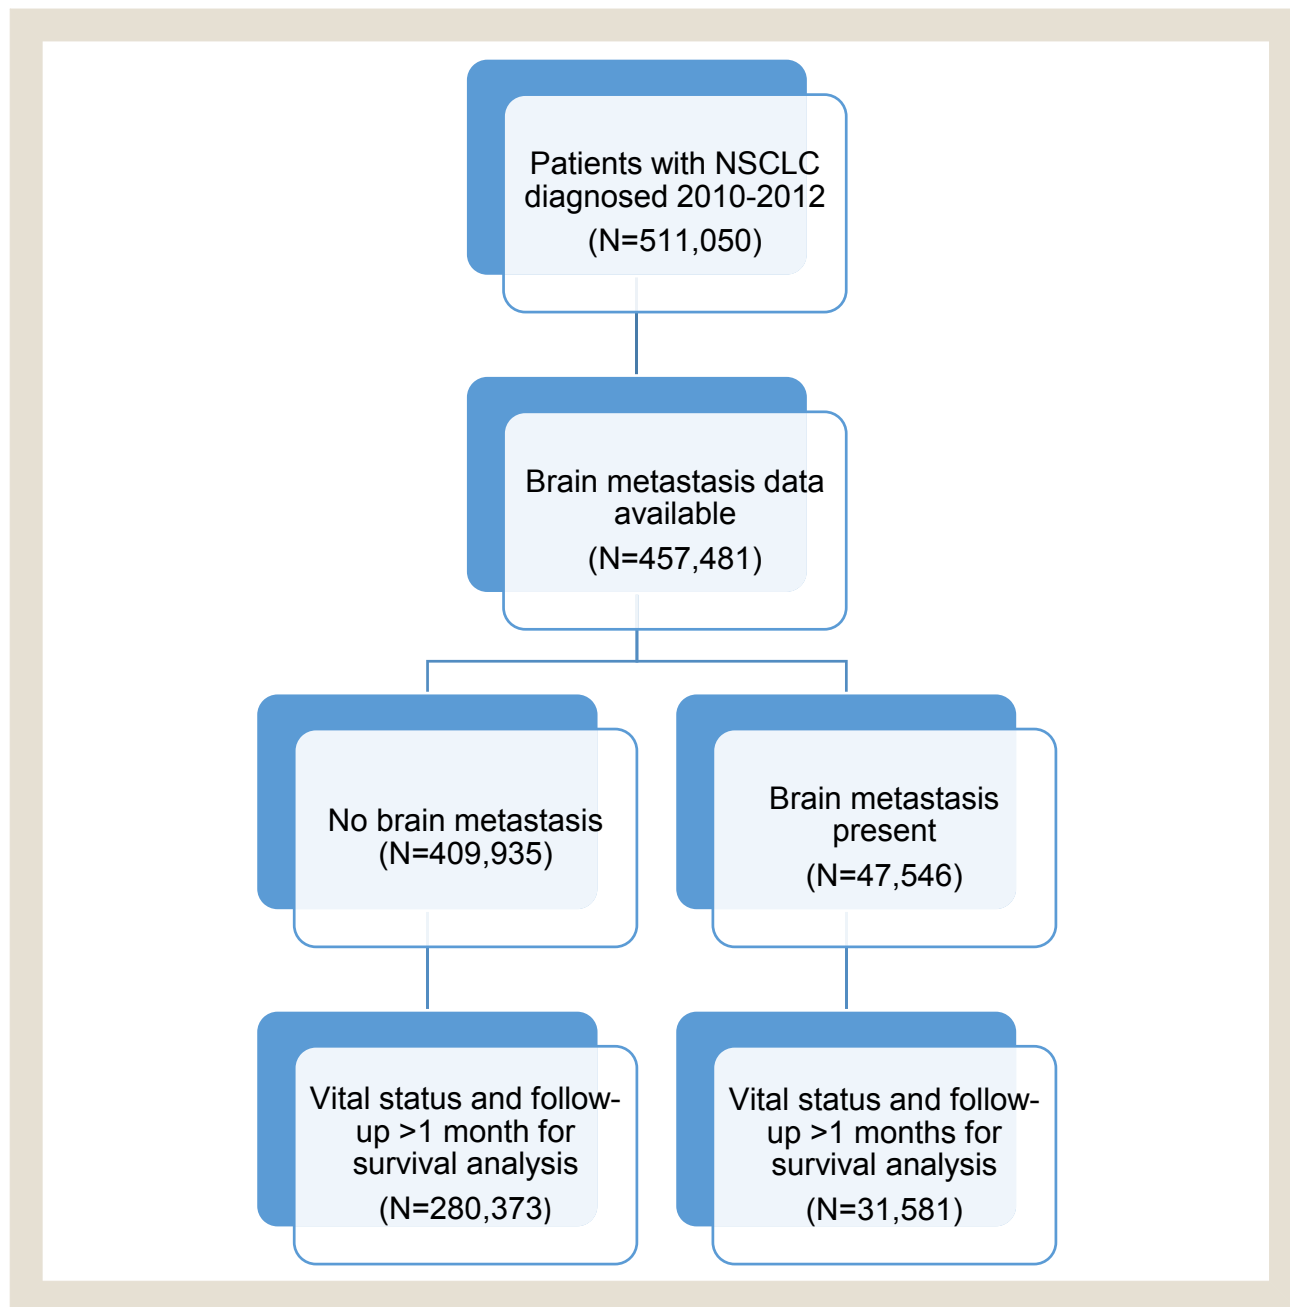 Patients with NSCLC
diagnosed 2010-2012
(N=511,050)
Brain metastasis data
available
(N=457,481)
No brain metastasis
(N=409,935)
Brain metastasis
present
(N=47,546)
Vital status and follow-
up >1 month for
survival analysis
(N=280,373)
Vital status and follow-
up >1 months for
survival analysis
(N=31,581)